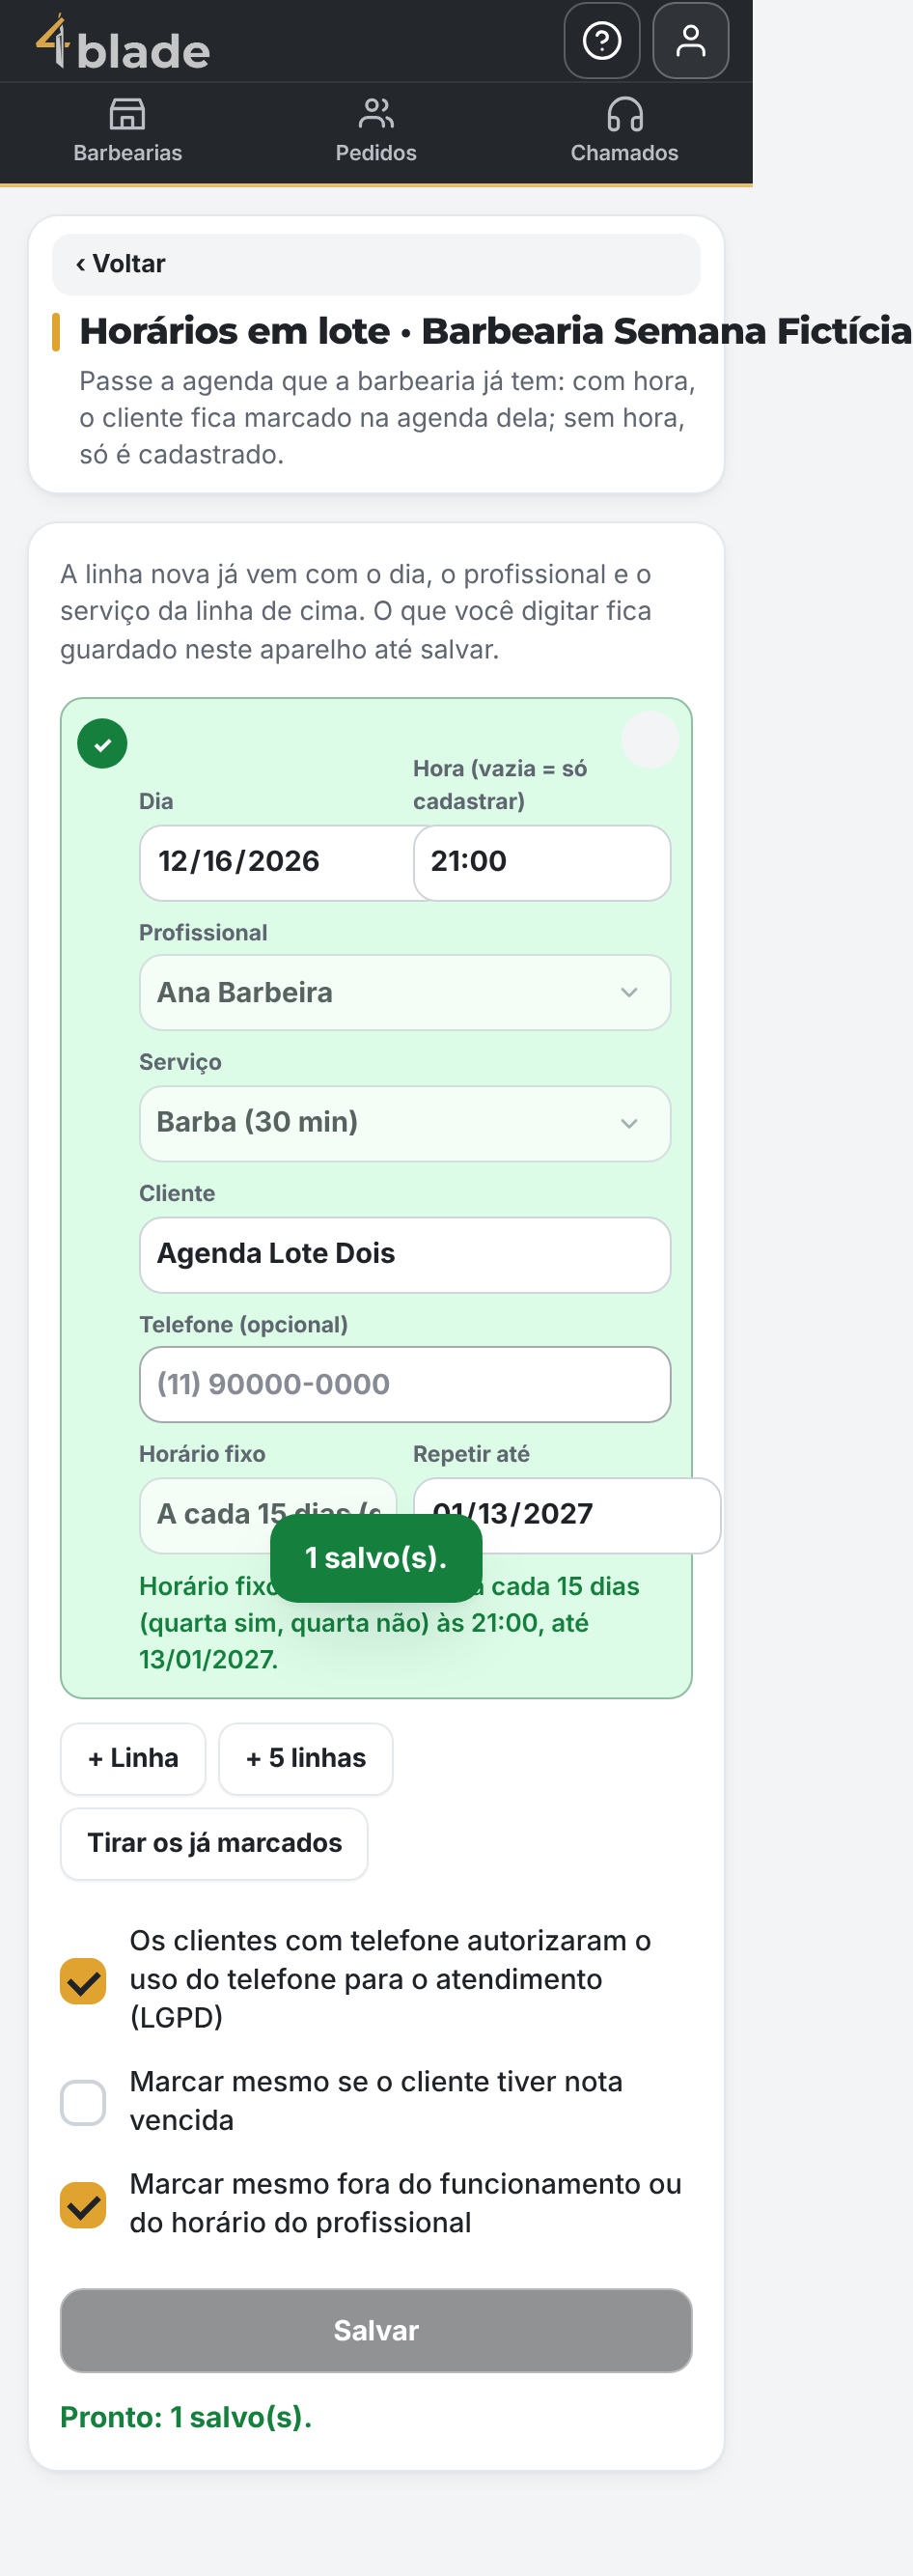 4blade
Barbearias
Pedidos
Chamados
‹ Voltar
Horários em lote · Barbearia Semana Fictícia
Passe a agenda que a barbearia já tem: com hora,
o cliente fica marcado na agenda dela; sem hora,
só é cadastrado.
A linha nova já vem com o dia, o profissional e o
serviço da linha de cima. O que você digitar fica
guardado neste aparelho até salvar.
Dia
Hora (vazia = só
cadastrar)
12/16/2026
21:00
Profissional
Ana Barbeira
Serviço
Barba (30 min)
Cliente
Agenda Lote Dois
Telefone (opcional)
(11) 90000-0000
Horário fixo
Repetir até
A cada 15 dias
01/13/2027
1 salvo(s).
Horário fixo cada 15 dias
(quarta sim, quarta não) às 21:00, até
13/01/2027.
+ Linha
+ 5 linhas
Tirar os já marcados
Os clientes com telefone autorizaram o
uso do telefone para o atendimento
(LGPD)
Marcar mesmo se o cliente tiver nota
vencida
Marcar mesmo fora do funcionamento ou
do horário do profissional
Salvar
Pronto: 1 salvo(s).